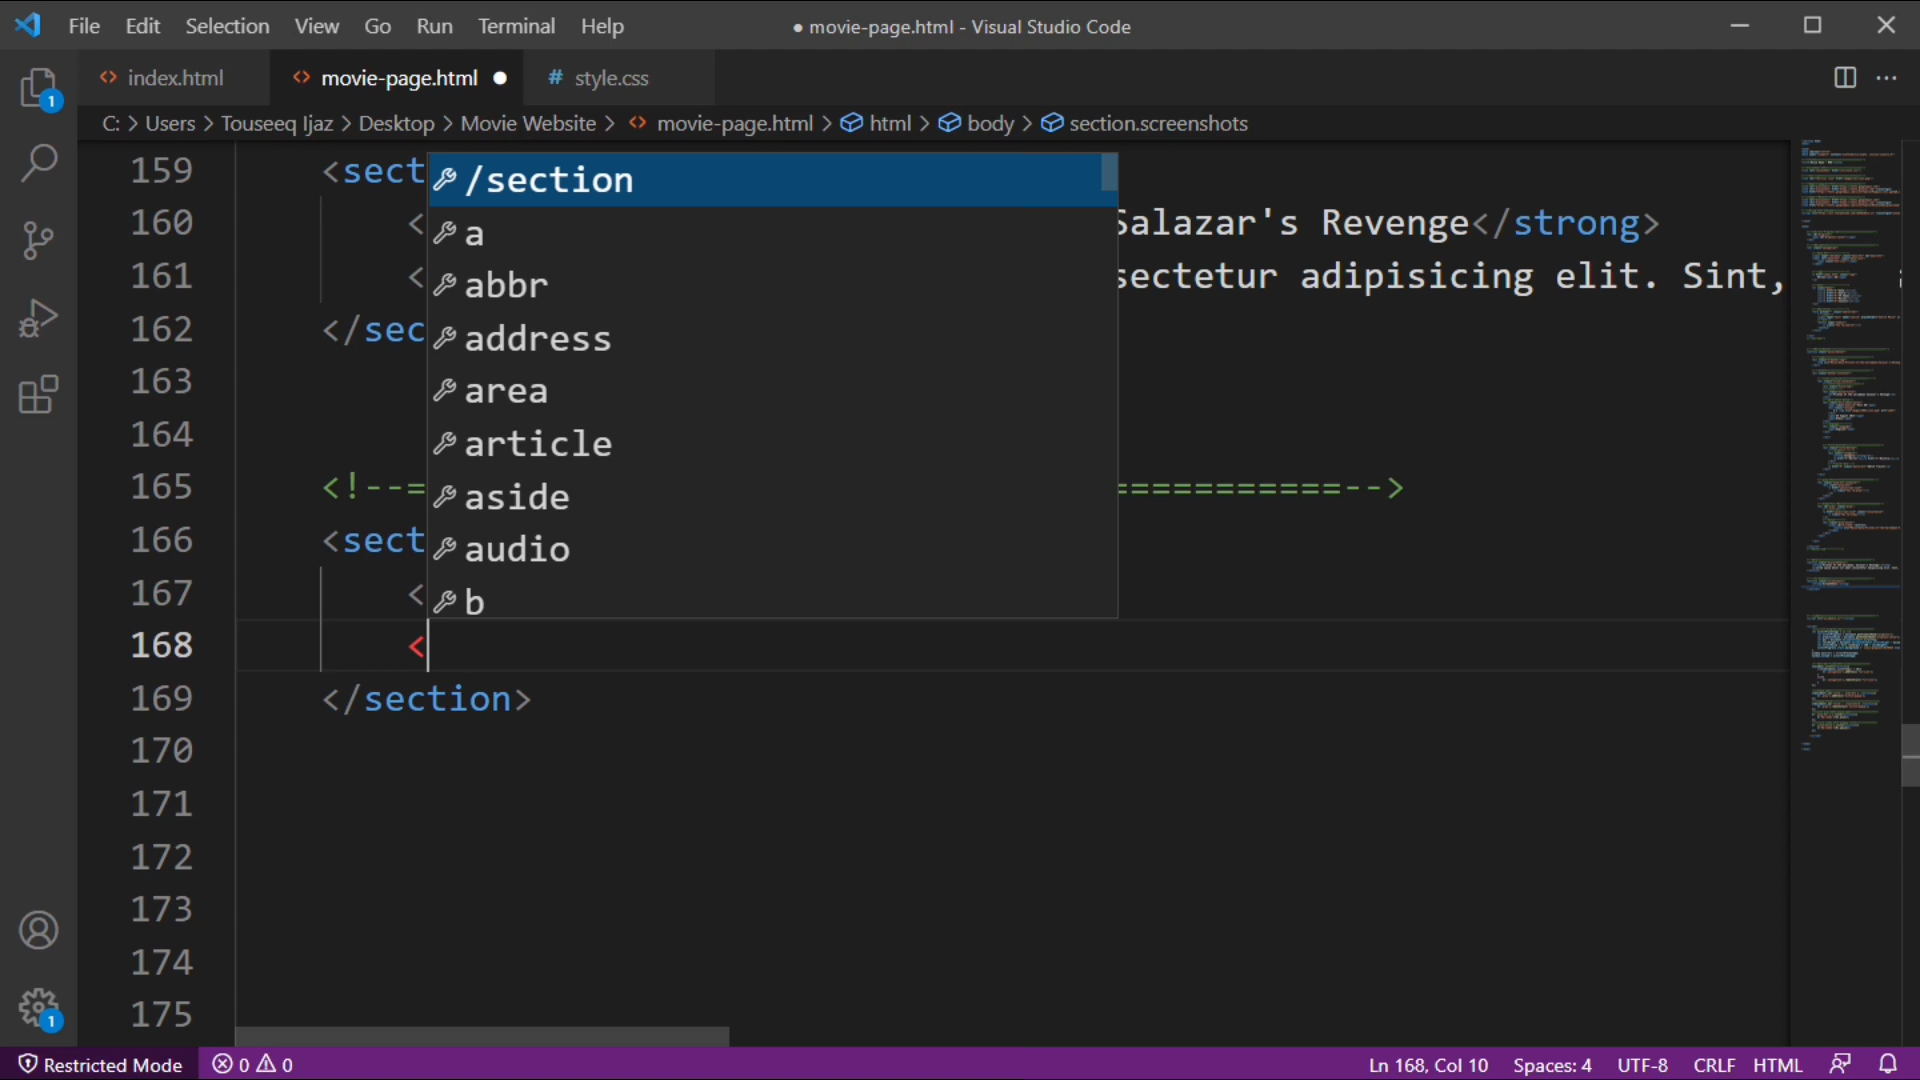 File Edit Selection View Go Run Terminal Help ● movie-page.html - Visual Studio Code
index.html movie-page.html ● # style.css
C: > Users > Touseeq Ijaz > Desktop > Movie Website > movie-page.html > html > body > section.screenshots
159 <sect
/section
160 < Salazar's Revenge</strong>
a
161 < sectetur adipisicing elit. Sint,
abbr
162 </sec
address
163
area
164
article
165 <!--= ===========-->
aside
166 <sect
audio
167 <
b
168 <
169 </section>
170
171
172
173
174
175
1
1
Restricted Mode 0 0 Ln 168, Col 10 Spaces: 4 UTF-8 CRLF HTML